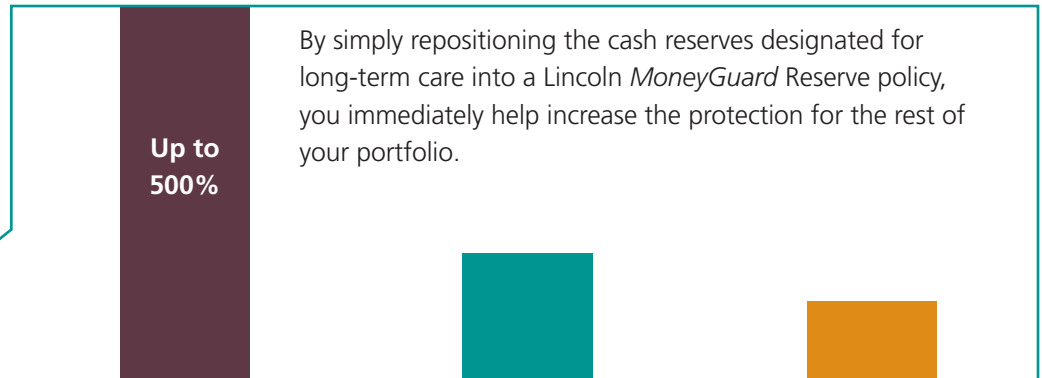 By simply repositioning the cash reserves designated for
long-term care into a Lincoln MoneyGuard Reserve policy,
you immediately help increase the protection for the rest of
your portfolio.
Up to
500%